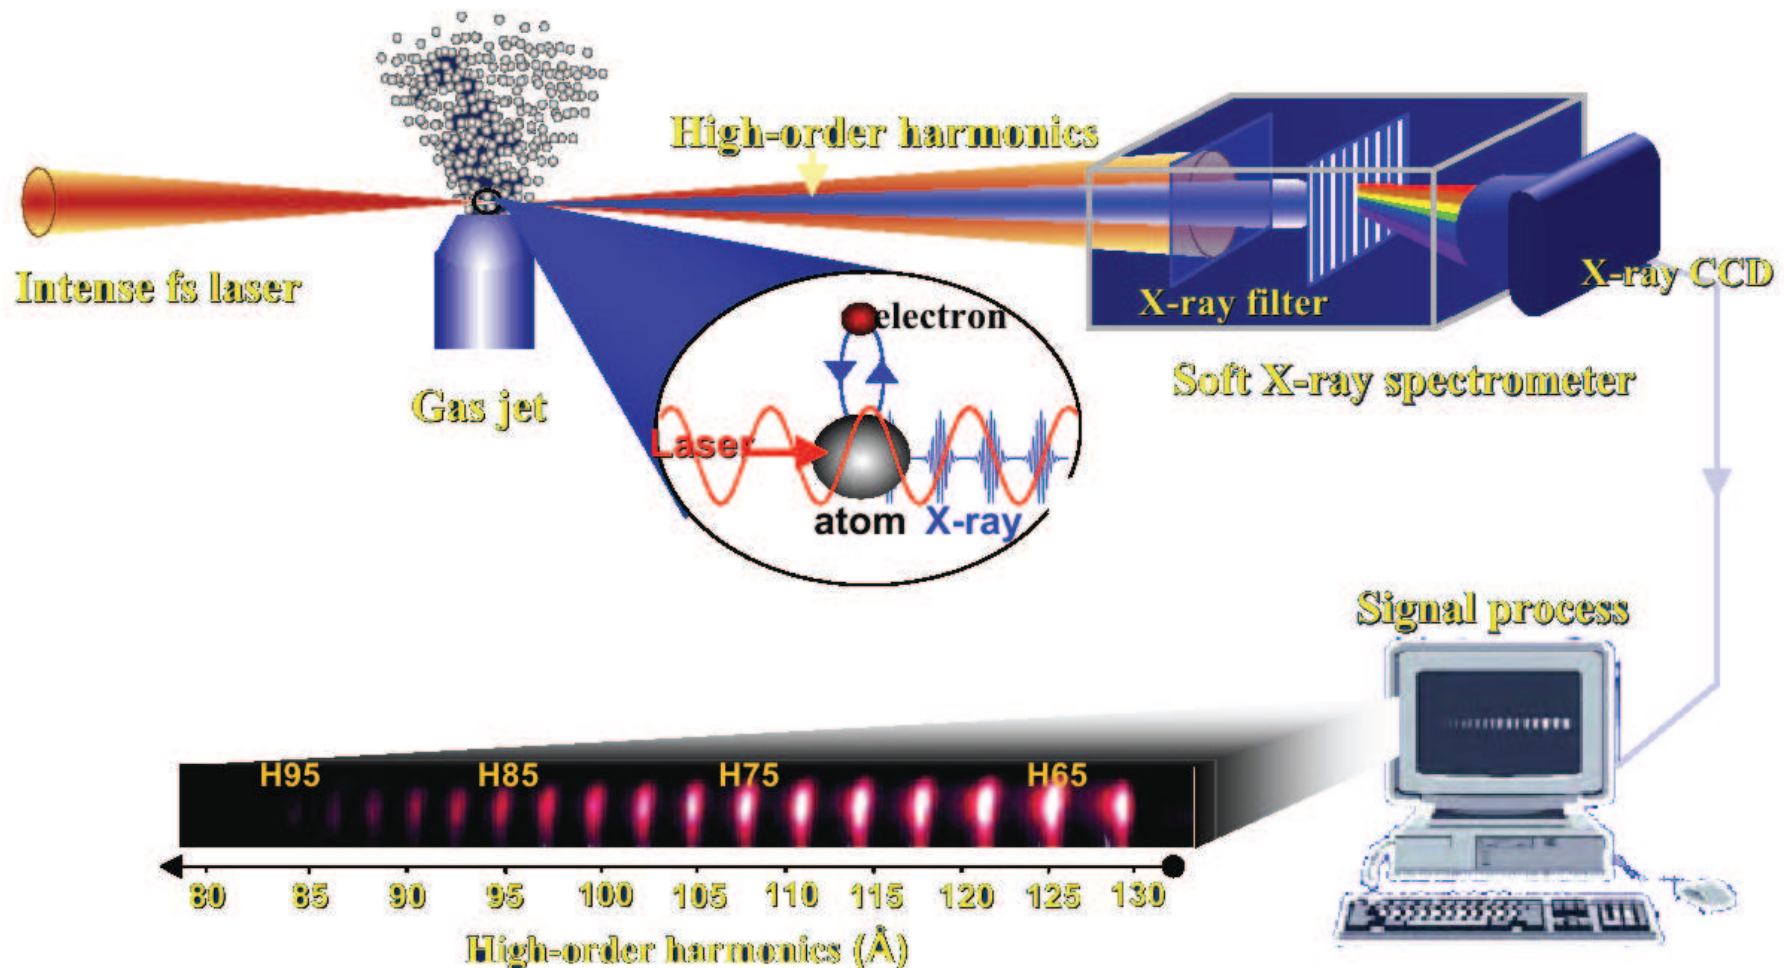 High-order harmonics
Intense fs laser
Gas jet
X-ray filter
X-ray CCD
Soft X-ray spectrometer
electron
Laser
atom X-ray
Signal process
H95 H85 H75 H65
80 85 90 95 100 105 110 115 120 125 130
High-order harmonics (Å)